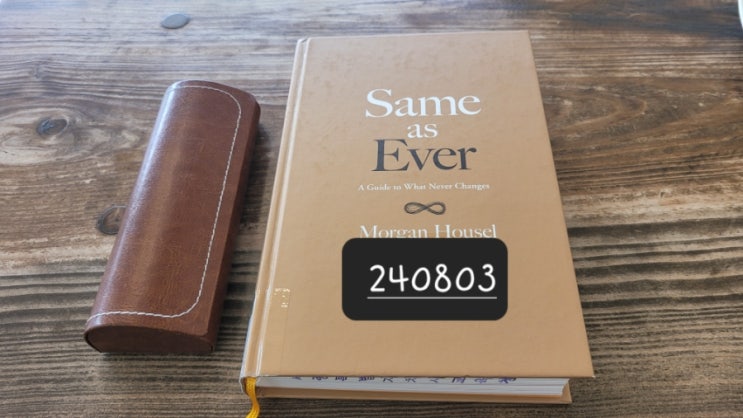 Same
as
Ever
A Guide to What Never Changes
Morgan Housel
240803